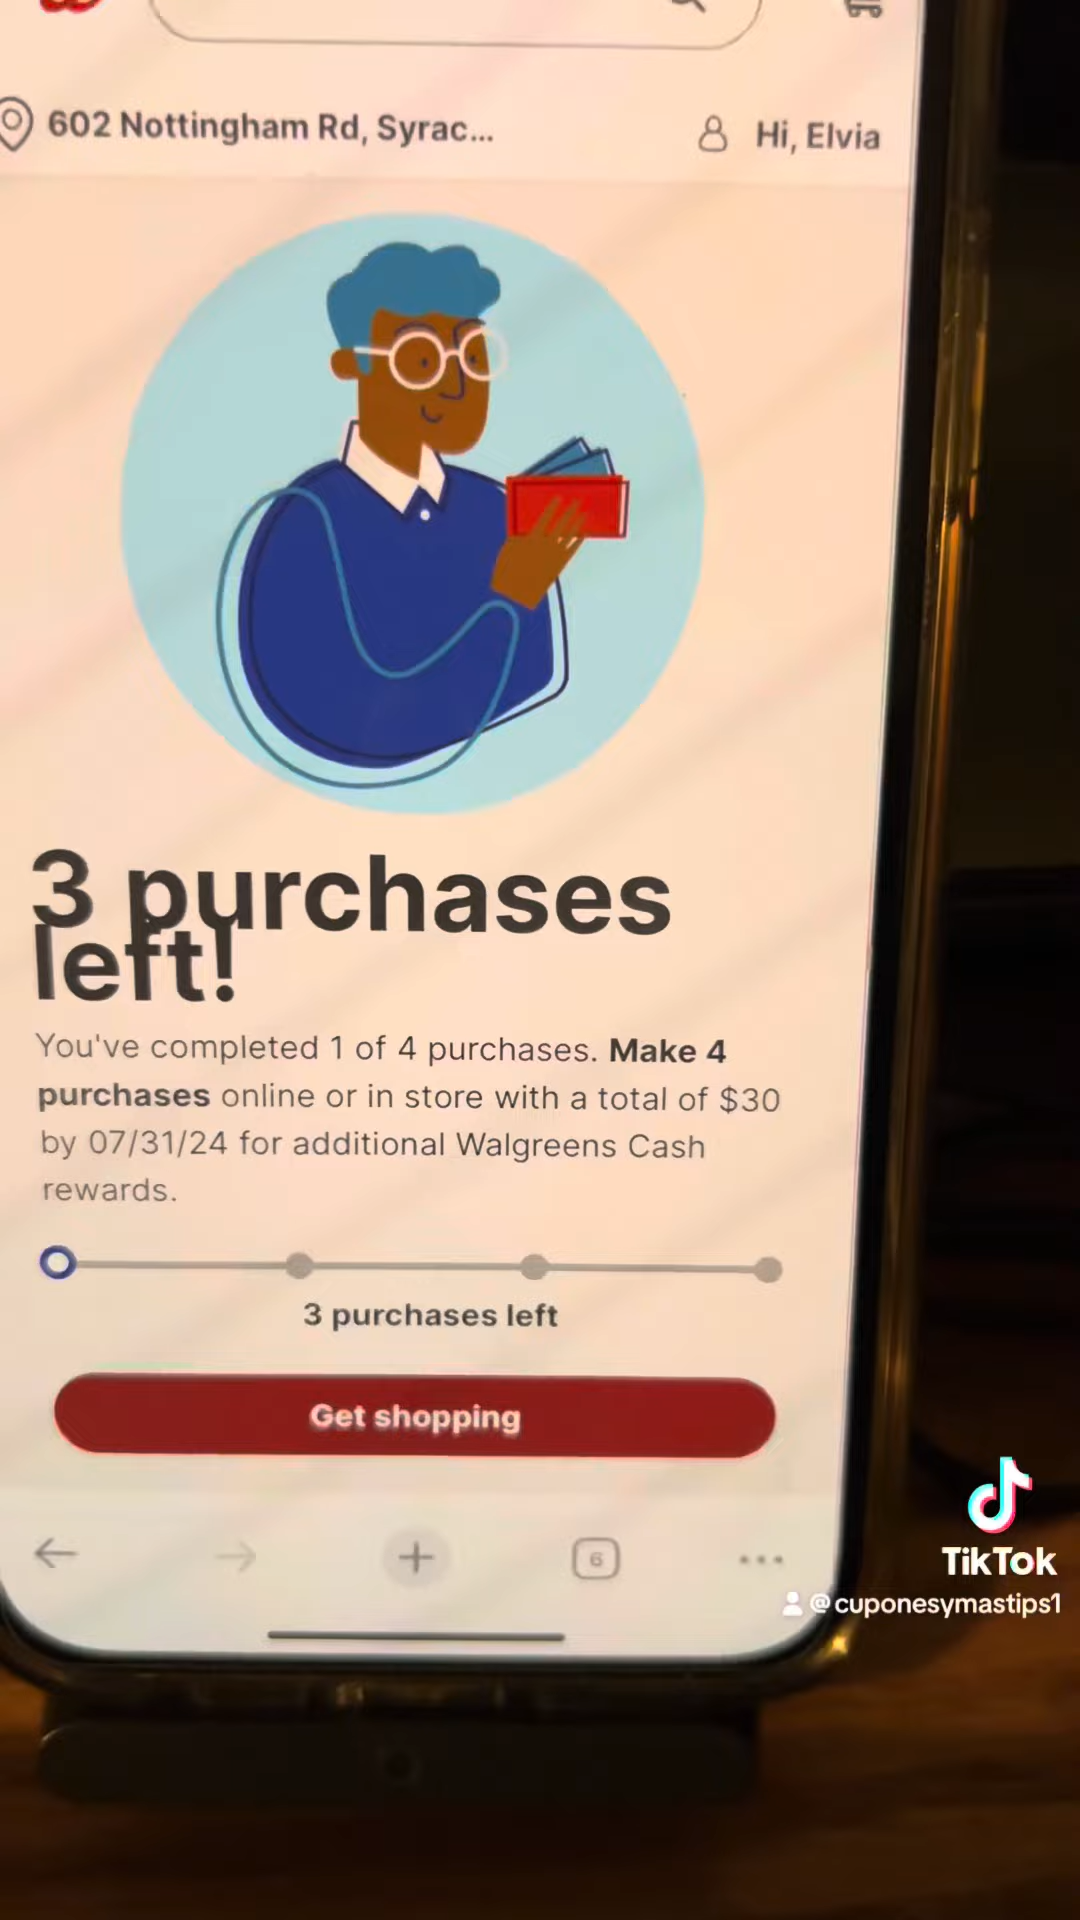 602 Nottingham Rd, Syrac...
Hi, Elvia
3 purchases
left!
You've completed 1 of 4 purchases. Make 4
purchases online or in store with a total of $30
by 07/31/24 for additional Walgreens Cash
rewards.
3 purchases left
Get shopping
6
TikTok
@cuponesymastips1